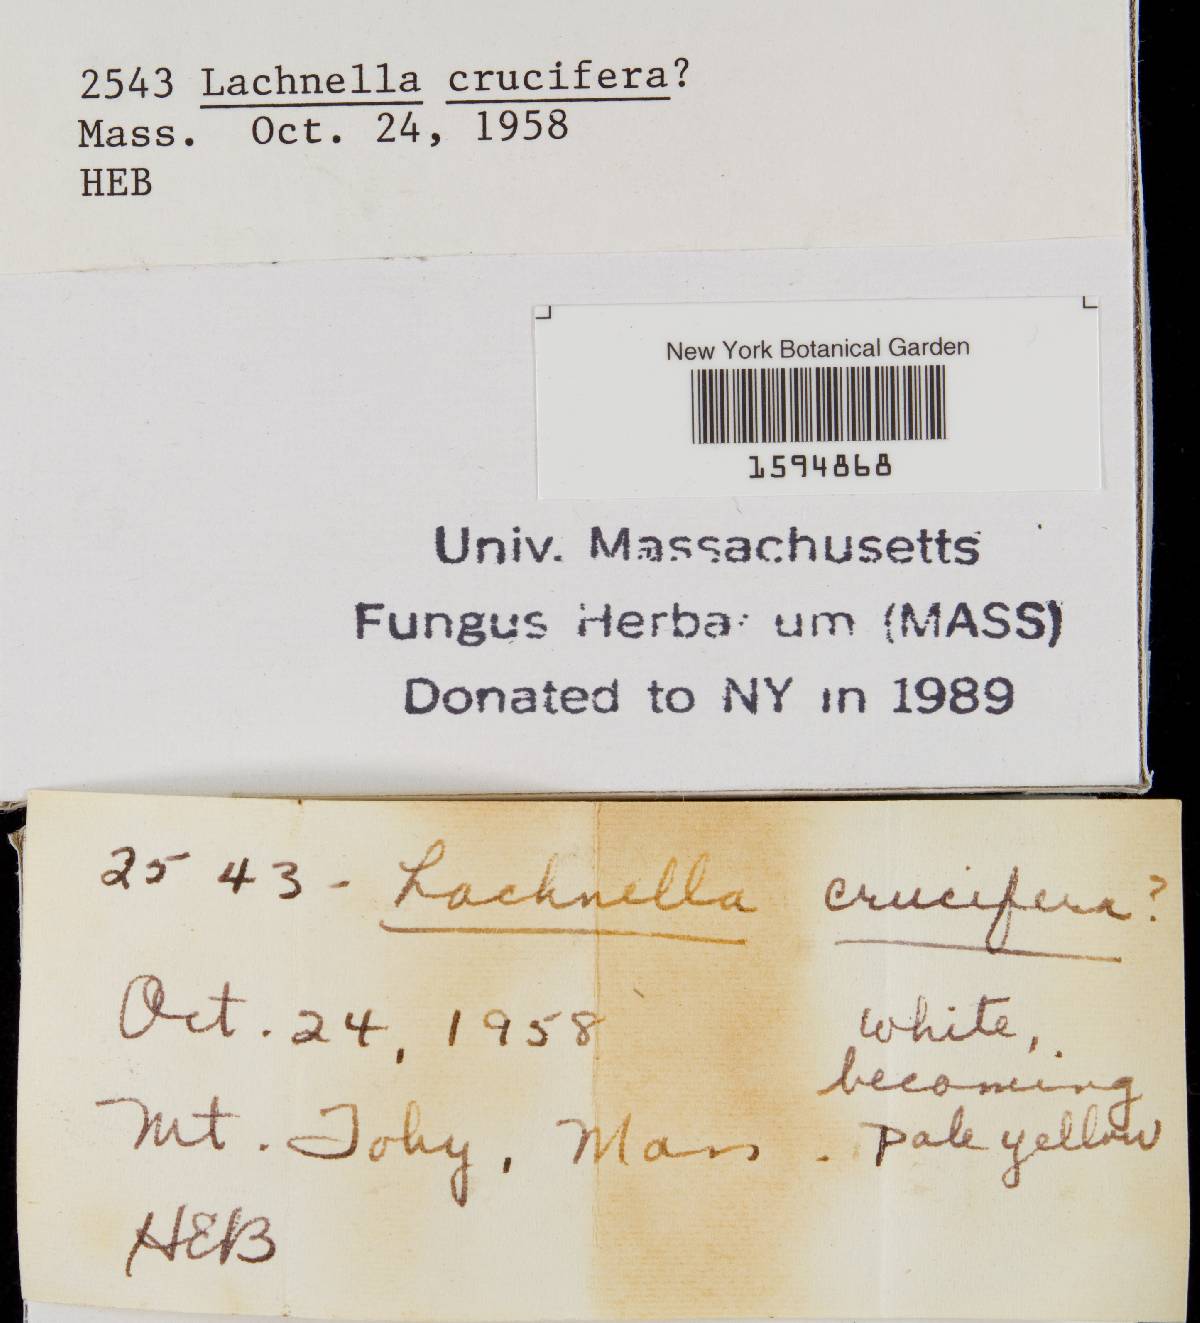 2543 Lachnella crucifera?
Mass. Oct. 24, 1958
HEB
New York Botanical Garden
1594868
Univ. Massachusetts
Fungus Herbarium (MASS)
Donated to NY in 1989
2543 - Lachnella crucifera?
Oct. 24, 1958
white,
becoming
pale yellow
Mt. Toby, Mass.
HEB